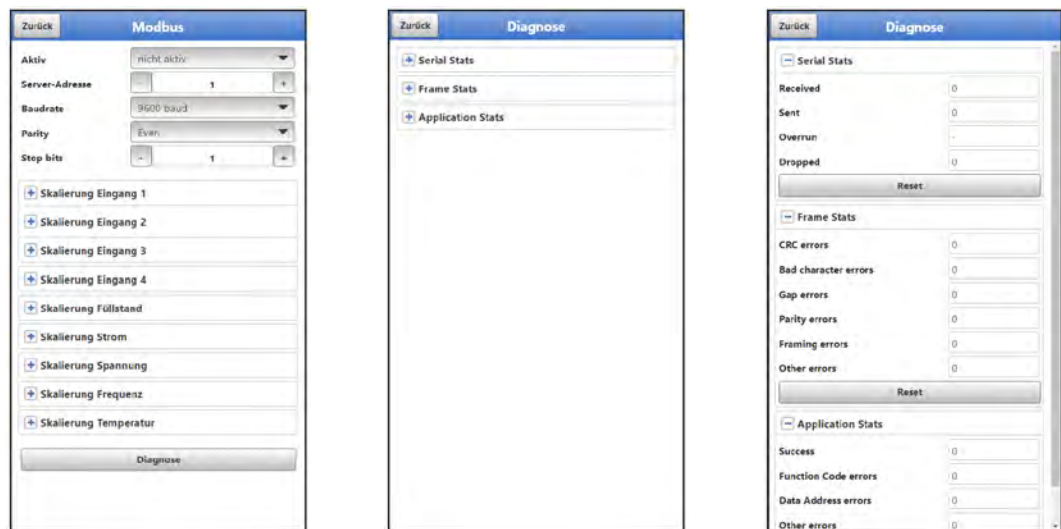 Zurück Modbus
Aktiv nicht aktiv
Server-Adresse - 1 +
Baudrate 9600 baud
Parity Even
Stop bits - 1 +
+ Skalierung Eingang 1
+ Skalierung Eingang 2
+ Skalierung Eingang 3
+ Skalierung Eingang 4
+ Skalierung Füllstand
+ Skalierung Strom
+ Skalierung Spannung
+ Skalierung Frequenz
+ Skalierung Temperatur
Diagnose
Zurück Diagnose
+ Serial Stats
+ Frame Stats
+ Application Stats
Zurück Diagnose
- Serial Stats
Received 0
Sent 0
Overrun -
Dropped 0
Reset
- Frame Stats
CRC errors 0
Bad character errors 0
Gap errors 0
Parity errors 0
Framing errors 0
Other errors 0
Reset
- Application Stats
Success 0
Function Code errors 0
Data Address errors 0
Other errors 0